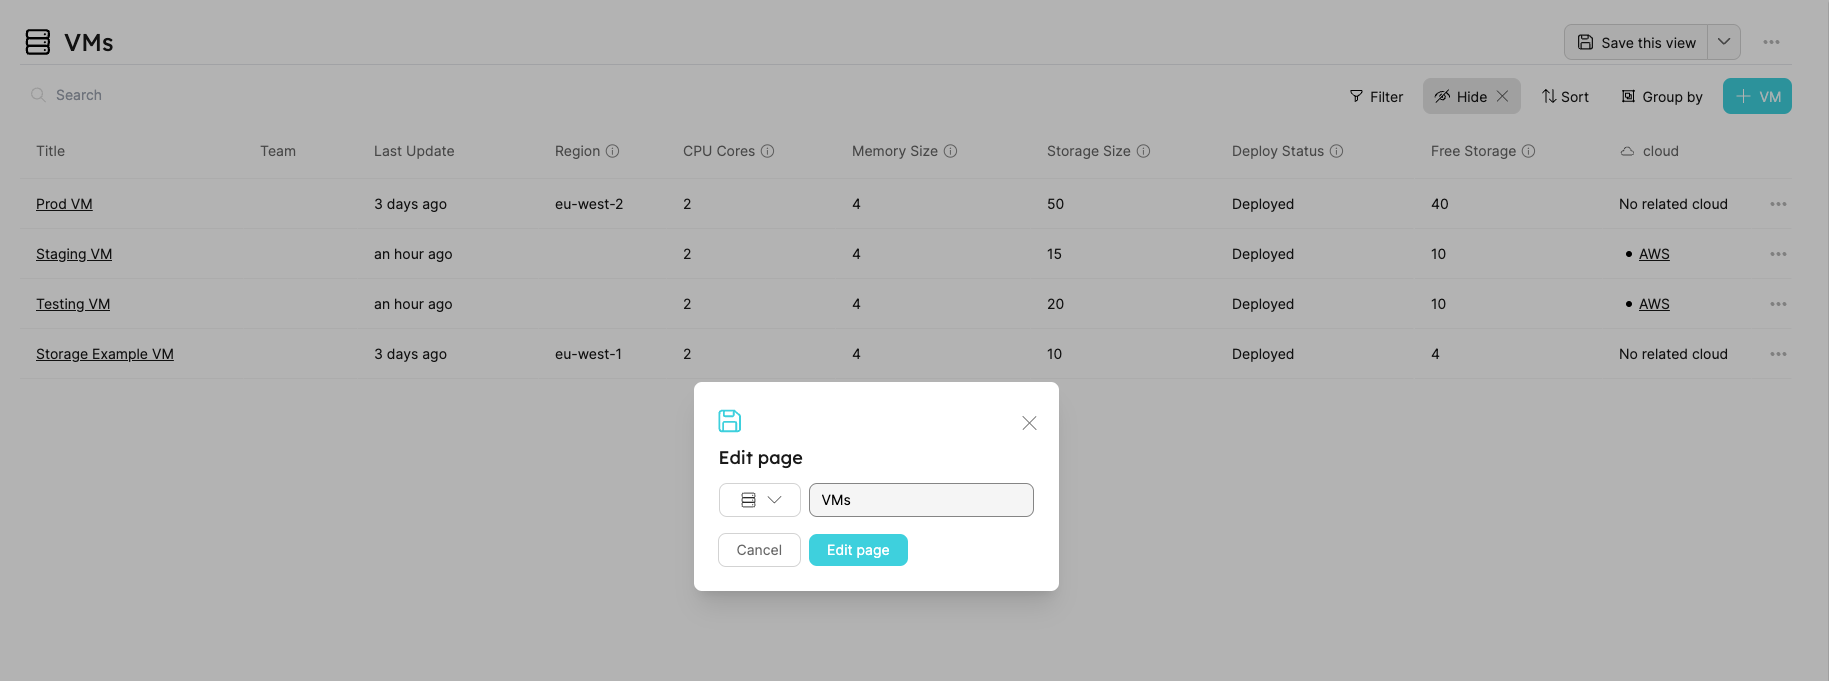 VMs
Save this view
Search
Filter Hide Sort Group by VM
Title Team Last Update Region CPU Cores Memory Size Storage Size Deploy Status Free Storage cloud
Prod VM 3 days ago eu-west-2 2 4 50 Deployed 40 No related cloud
Staging VM an hour ago 2 4 15 Deployed 10 AWS
Testing VM an hour ago 2 4 20 Deployed 10 AWS
Storage Example VM 3 days ago eu-west-1 2 4 10 Deployed 4 No related cloud
Edit page
VMs
Cancel Edit page